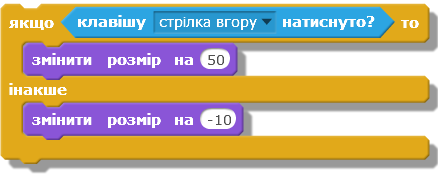 якщо клавішу стрілка вгору натиснуто? то
змінити розмір на 50
інакше
змінити розмір на -10